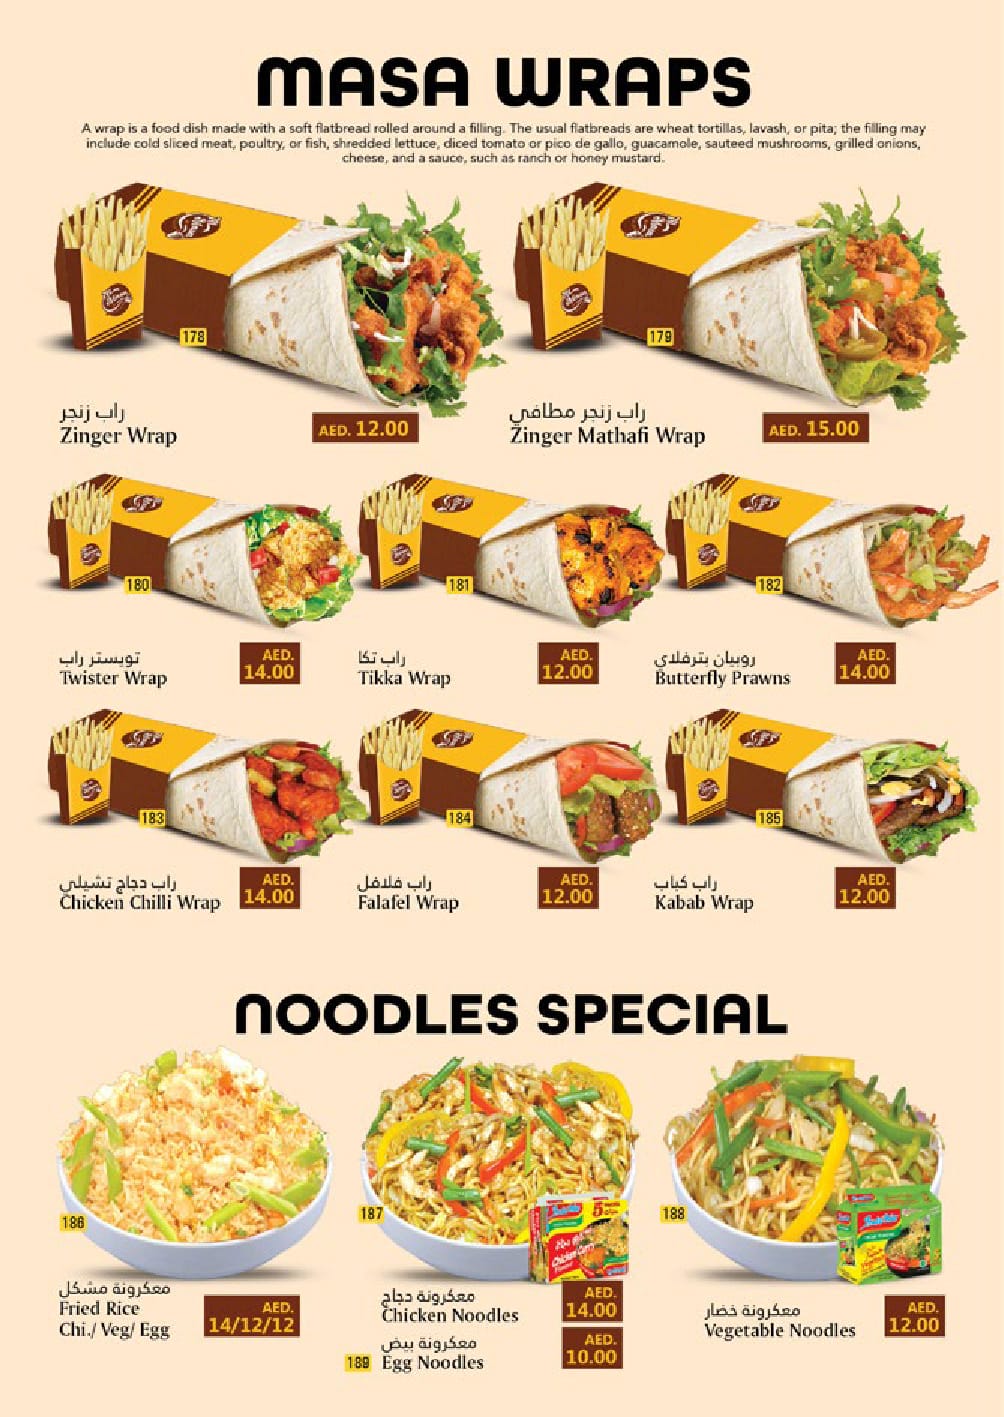 MASA WRAPS
A wrap is a food dish made with a soft flatbread rolled around a filling. The usual flatbreads are wheat tortillas, lavash, or pita; the filling may
include cold sliced meat, poultry, or fish, shredded lettuce, diced tomato or pico de gallo, guacamole, sauteed mushrooms, grilled onions,
cheese, and a sauce, such as ranch or honey mustard.
178
راب زنجر
Zinger Wrap
AED. 12.00
179
راب زنجر مطافي
Zinger Mathafi Wrap
AED. 15.00
180
تويستر راب
Twister Wrap
AED.
14.00
181
راب تكا
Tikka Wrap
AED.
12.00
182
روبيان بترفلاي
Butterfly Prawns
AED.
14.00
183
راب دجاج تشيلي
Chicken Chilli Wrap
AED.
14.00
184
راب فلافل
Falafel Wrap
AED.
12.00
185
راب كباب
Kabab Wrap
AED.
12.00
NOODLES SPECIAL
186
معكرونة مشكل
Fried Rice
Chi./ Veg/ Egg
AED.
14/12/12
187
Indomie
5
Chicken Curry
معكرونة دجاج
Chicken Noodles
AED.
14.00
معكرونة بيض
189 Egg Noodles
AED.
10.00
188
Indomie
معكرونة خضار
Vegetable Noodles
AED.
12.00